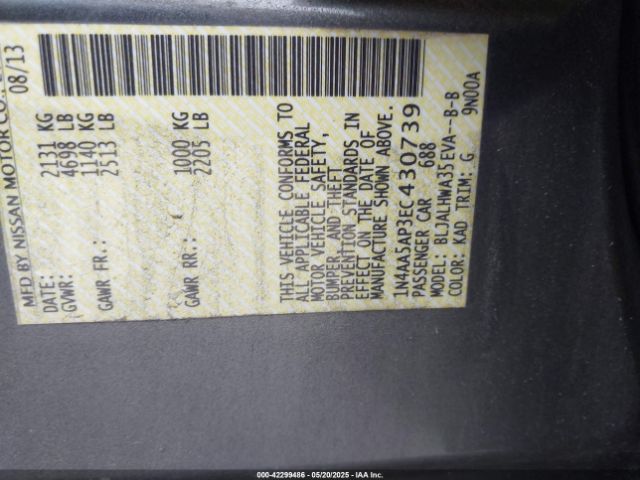 MFD BY NISSAN MOTOR CO.,
DATE: 08/13
GVWR: 2131 KG
4698 LB
GAWR FR.: 1140 KG
2513 LB
GAWR RR.: 1000 KG
2205 LB
THIS VEHICLE CONFORMS TO
ALL APPLICABLE FEDERAL
MOTOR VEHICLE SAFETY,
BUMPER, AND THEFT
PREVENTION STANDARDS IN
EFFECT ON THE DATE OF
MANUFACTURE SHOWN ABOVE.
1N4AA5AP3EC430739
PASSENGER CAR 688
MODEL: BLJALHWA35EVA--B-B
COLOR: KAD TRIM: G 9N00A
000-42299486 - 05/20/2025 - IAA Inc.